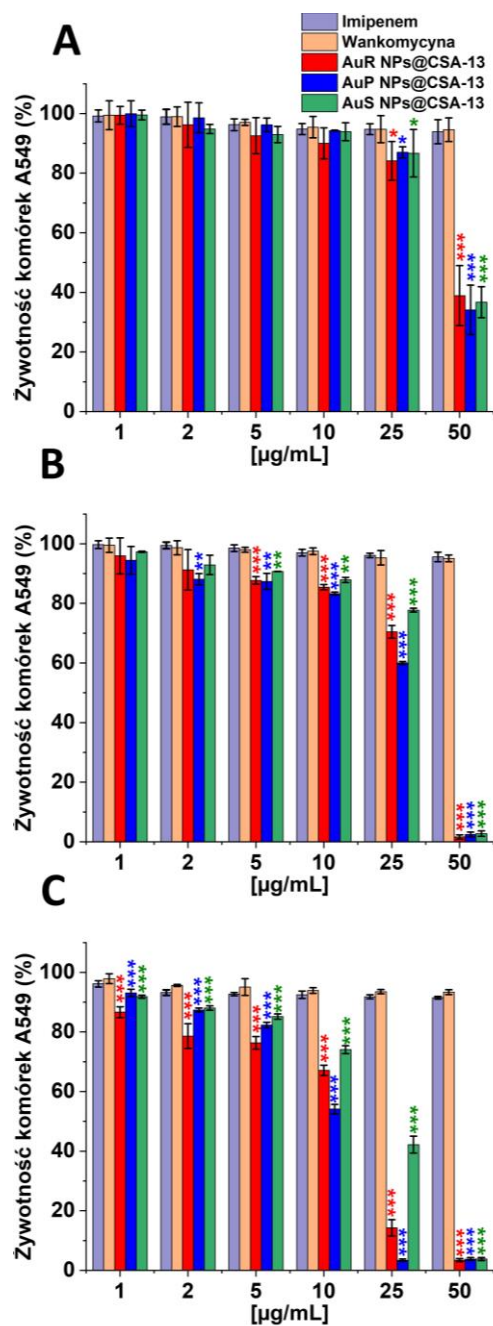 A
Imipenem
Wankomycyna
AuR NPs@CSA-13
AuP NPs@CSA-13
AuS NPs@CSA-13
Żywotność komórek A549 (%)
100
80
60
40
20
0
* * *
*** *** ***
1 2 5 10 25 50
[µg/mL]
B
Żywotność komórek A549 (%)
100
80
60
40
20
0
** *** ** ** *** *** *** *** *** *** *** *** ***
1 2 5 10 25 50
[µg/mL]
C
Żywotność komórek A549 (%)
100
80
60
40
20
0
*** *** *** *** *** *** *** *** *** *** *** *** *** *** *** *** *** ***
1 2 5 10 25 50
[µg/mL]